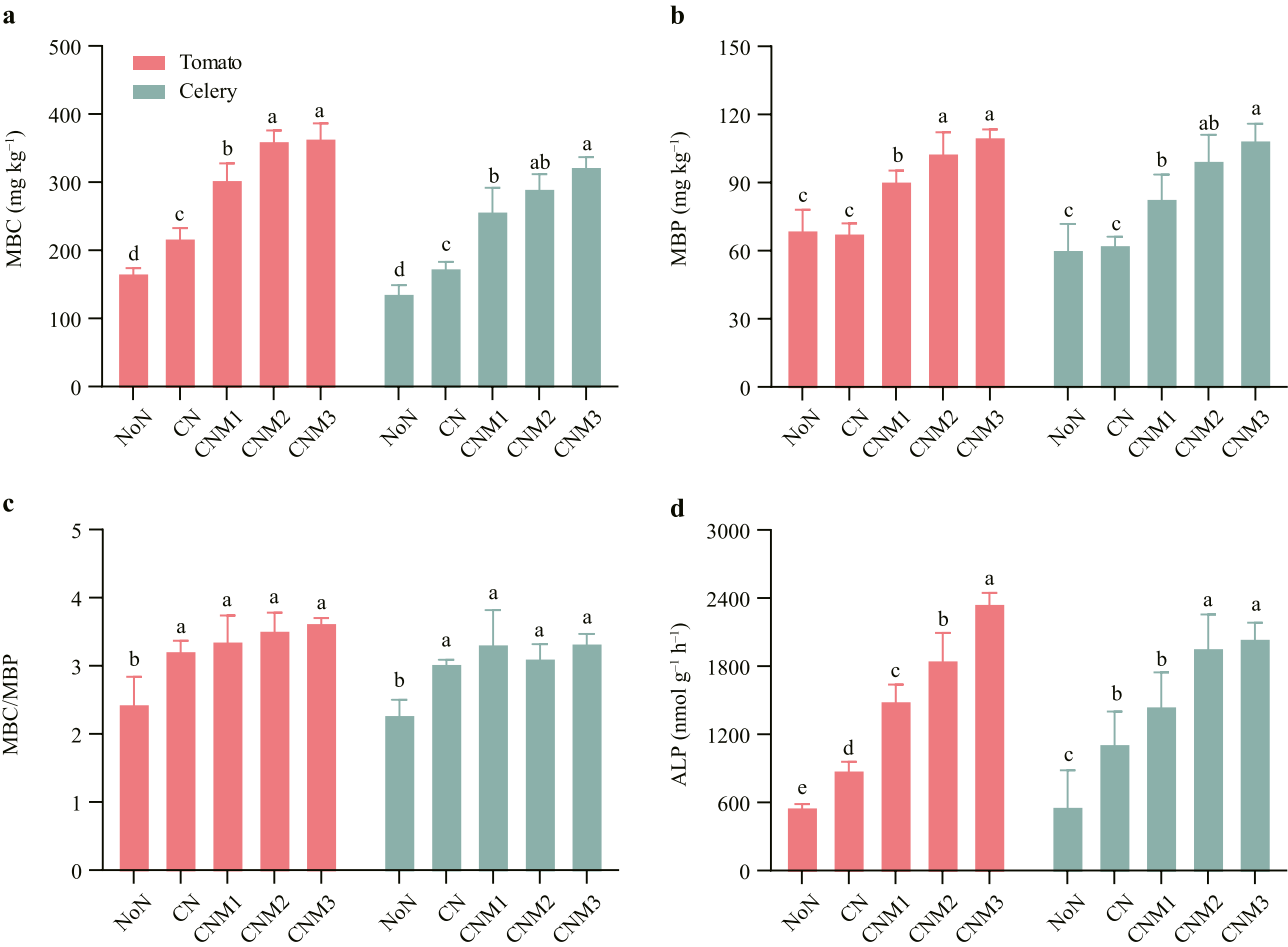 a
MBC (mg kg⁻¹)
500
400
300
200
100
0
Tomato
Celery
d
c
b
a
a
d
c
b
ab
a
NoN
CN
CNM1
CNM2
CNM3
NoN
CN
CNM1
CNM2
CNM3
b
MBP (mg kg⁻¹)
150
120
90
60
30
0
c
c
b
a
a
c
c
b
ab
a
NoN
CN
CNM1
CNM2
CNM3
NoN
CN
CNM1
CNM2
CNM3
c
MBC/MBP
5
4
3
2
1
0
b
a
a
a
a
b
a
a
a
a
NoN
CN
CNM1
CNM2
CNM3
NoN
CN
CNM1
CNM2
CNM3
d
ALP (nmol g⁻¹ h⁻¹)
3000
2400
1800
1200
600
0
e
d
c
b
a
c
b
b
a
a
NoN
CN
CNM1
CNM2
CNM3
NoN
CN
CNM1
CNM2
CNM3